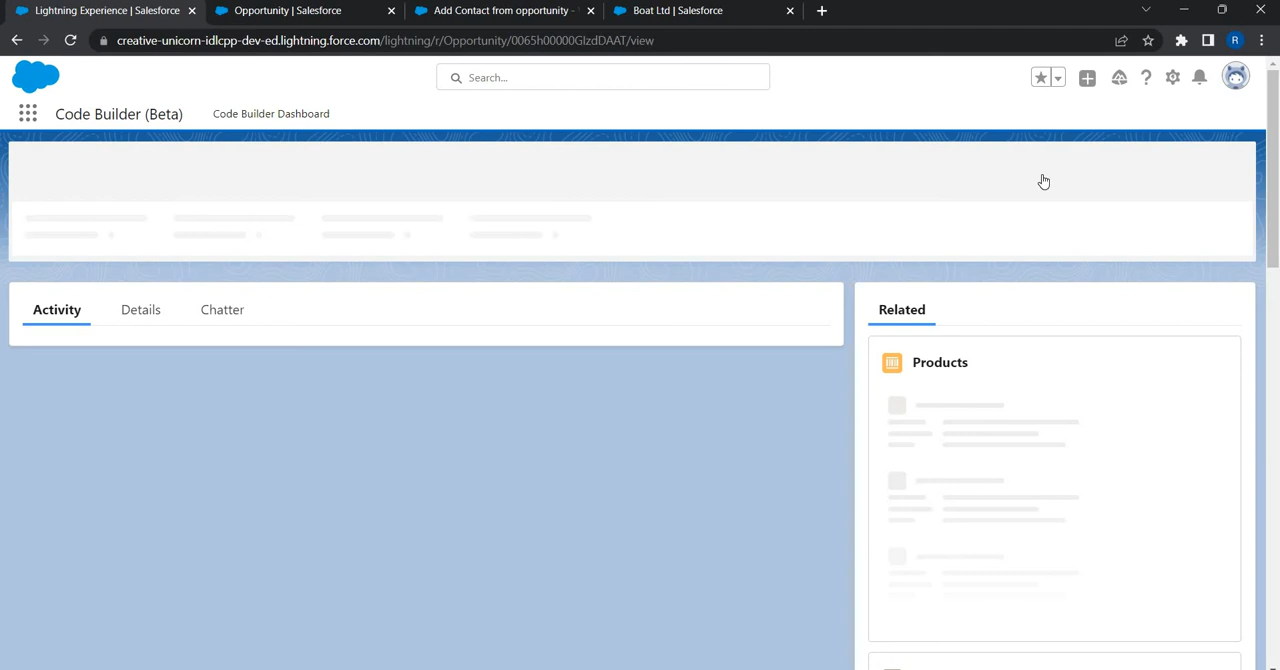 Lightning Experience | Salesforce
Opportunity | Salesforce
Add Contact from opportunity -
Boat Ltd | Salesforce
creative-unicorn-idlcpp-dev-ed.lightning.force.com/lightning/r/Opportunity/0065h00000GlzdDAAT/view
R
Search...
Code Builder (Beta)
Code Builder Dashboard
Activity
Details
Chatter
Related
Products